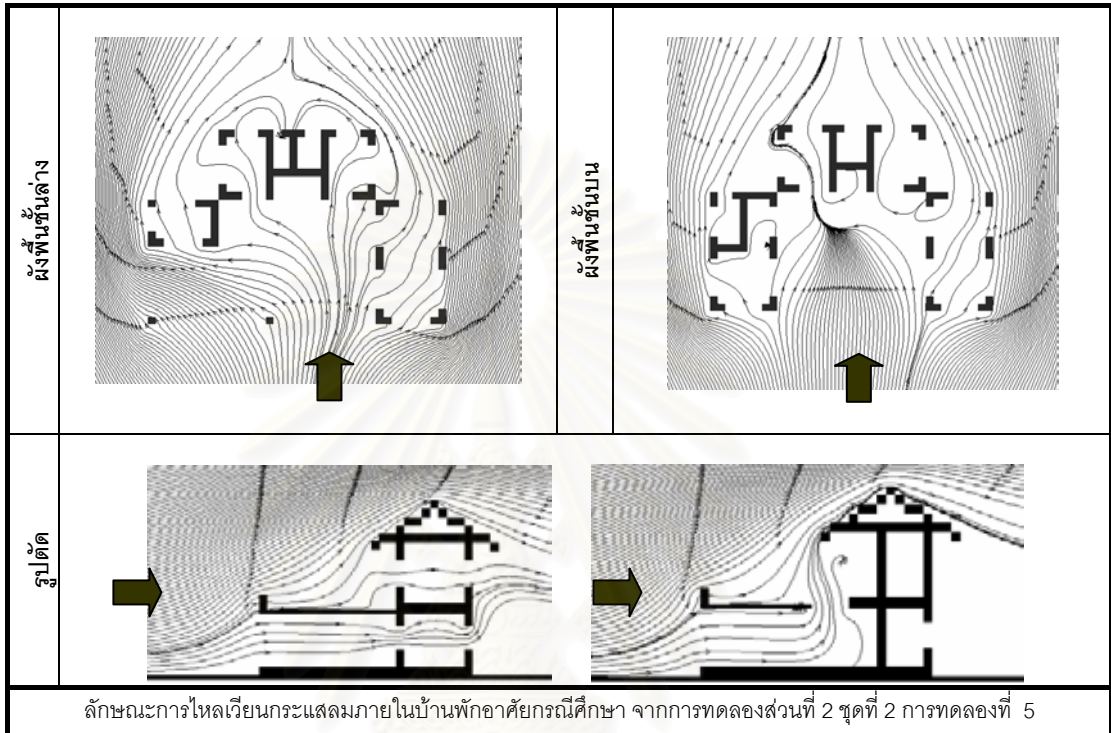 ผังพื้นชั้นล่าง
ผังพื้นชั้นบน
รูปตัด
ลักษณะการไหลเวียนกระแสลมภายในบ้านพักอาศัยกรณีศึกษา จากการทดลองส่วนที่ 2 ชุดที่ 2 การทดลองที่ 5